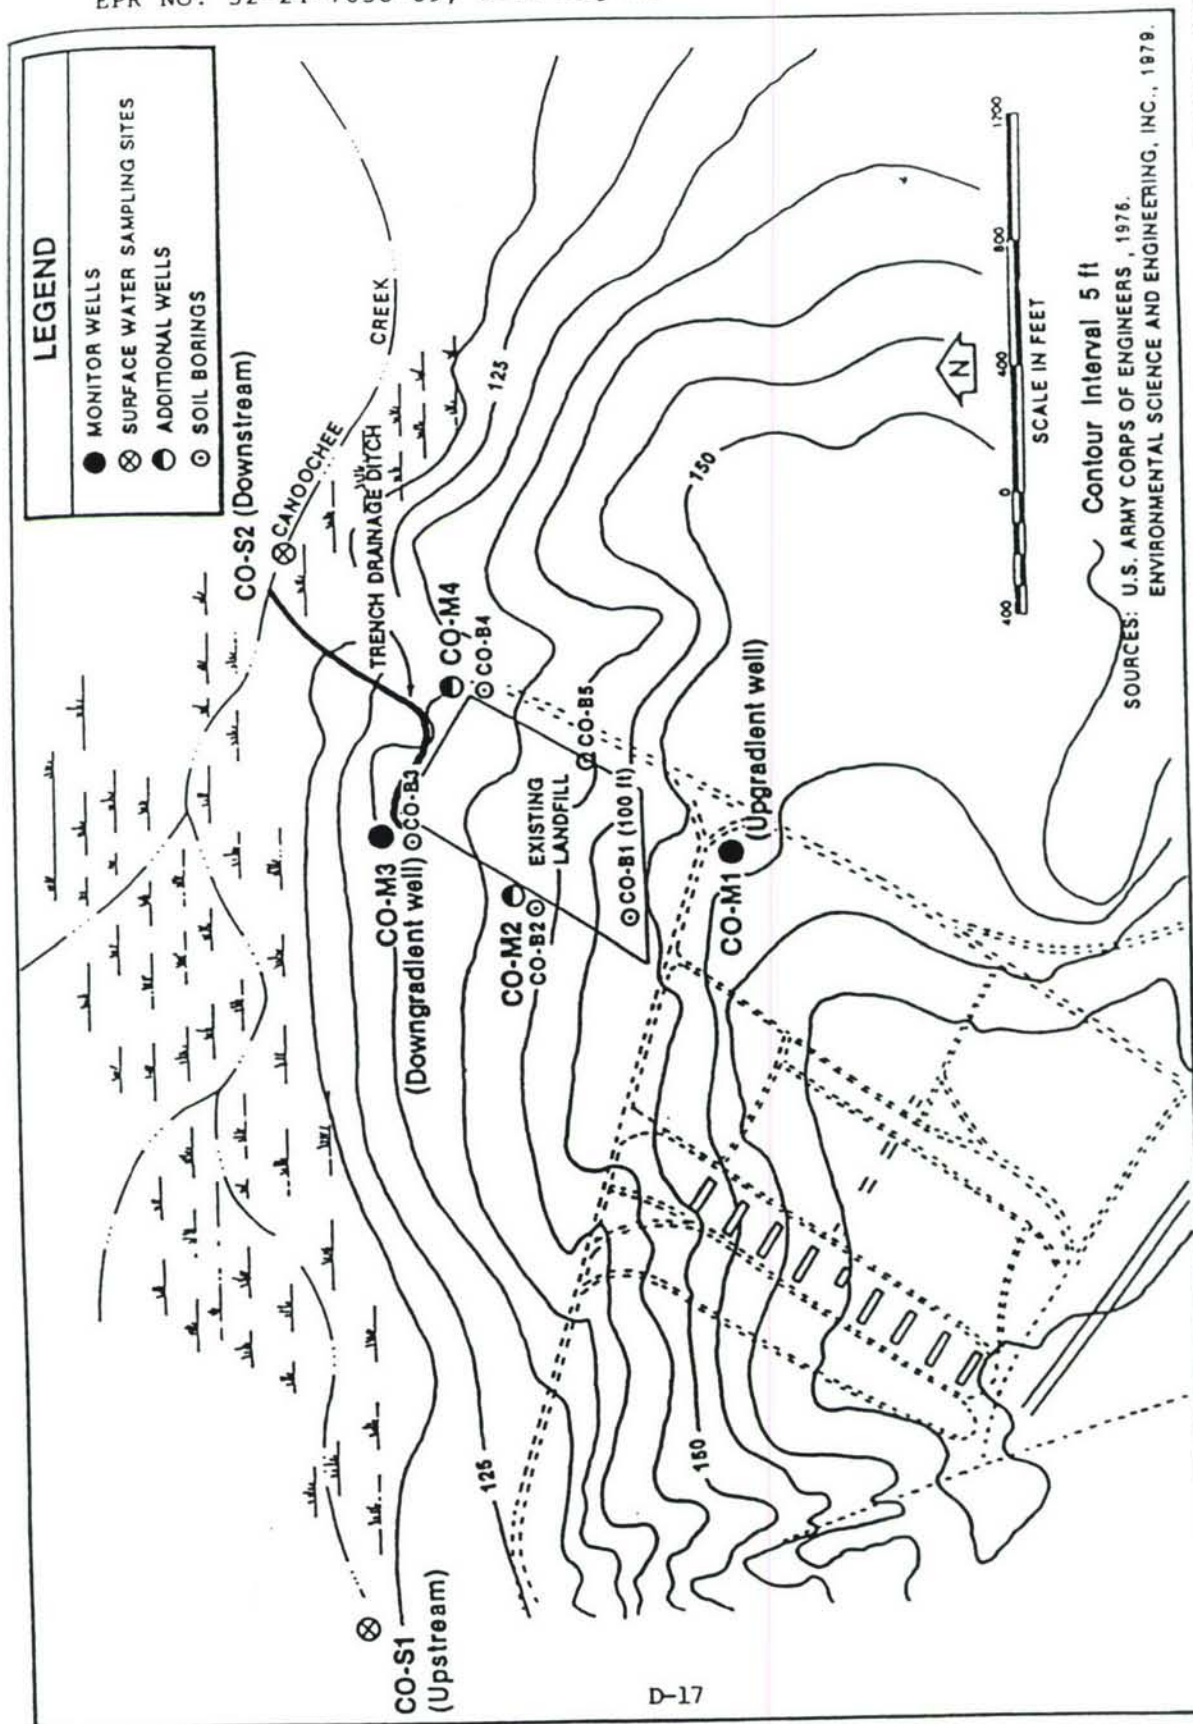 LEGEND
MONITOR WELLS
SURFACE WATER SAMPLING SITES
ADDITIONAL WELLS
SOIL BORINGS
CO-S2 (Downstream)
CANOOCHEE
CREEK
TRENCH DRAINAGE DITCH
CO-M4
CO-B4
CO-B3
CO-M3
(Downgradient well)
CO-M2
CO-B2
EXISTING
LANDFILL
CO-B5
CO-B1 (100 ft)
CO-M1
(Upgradient well)
CO-S1
(Upstream)
125
125
150
150
N
400
0
400
800
1200
SCALE IN FEET
Contour Interval 5 ft
SOURCES: U.S. ARMY CORPS OF ENGINEERS, 1976.
ENVIRONMENTAL SCIENCE AND ENGINEERING, INC., 1979.
D-17